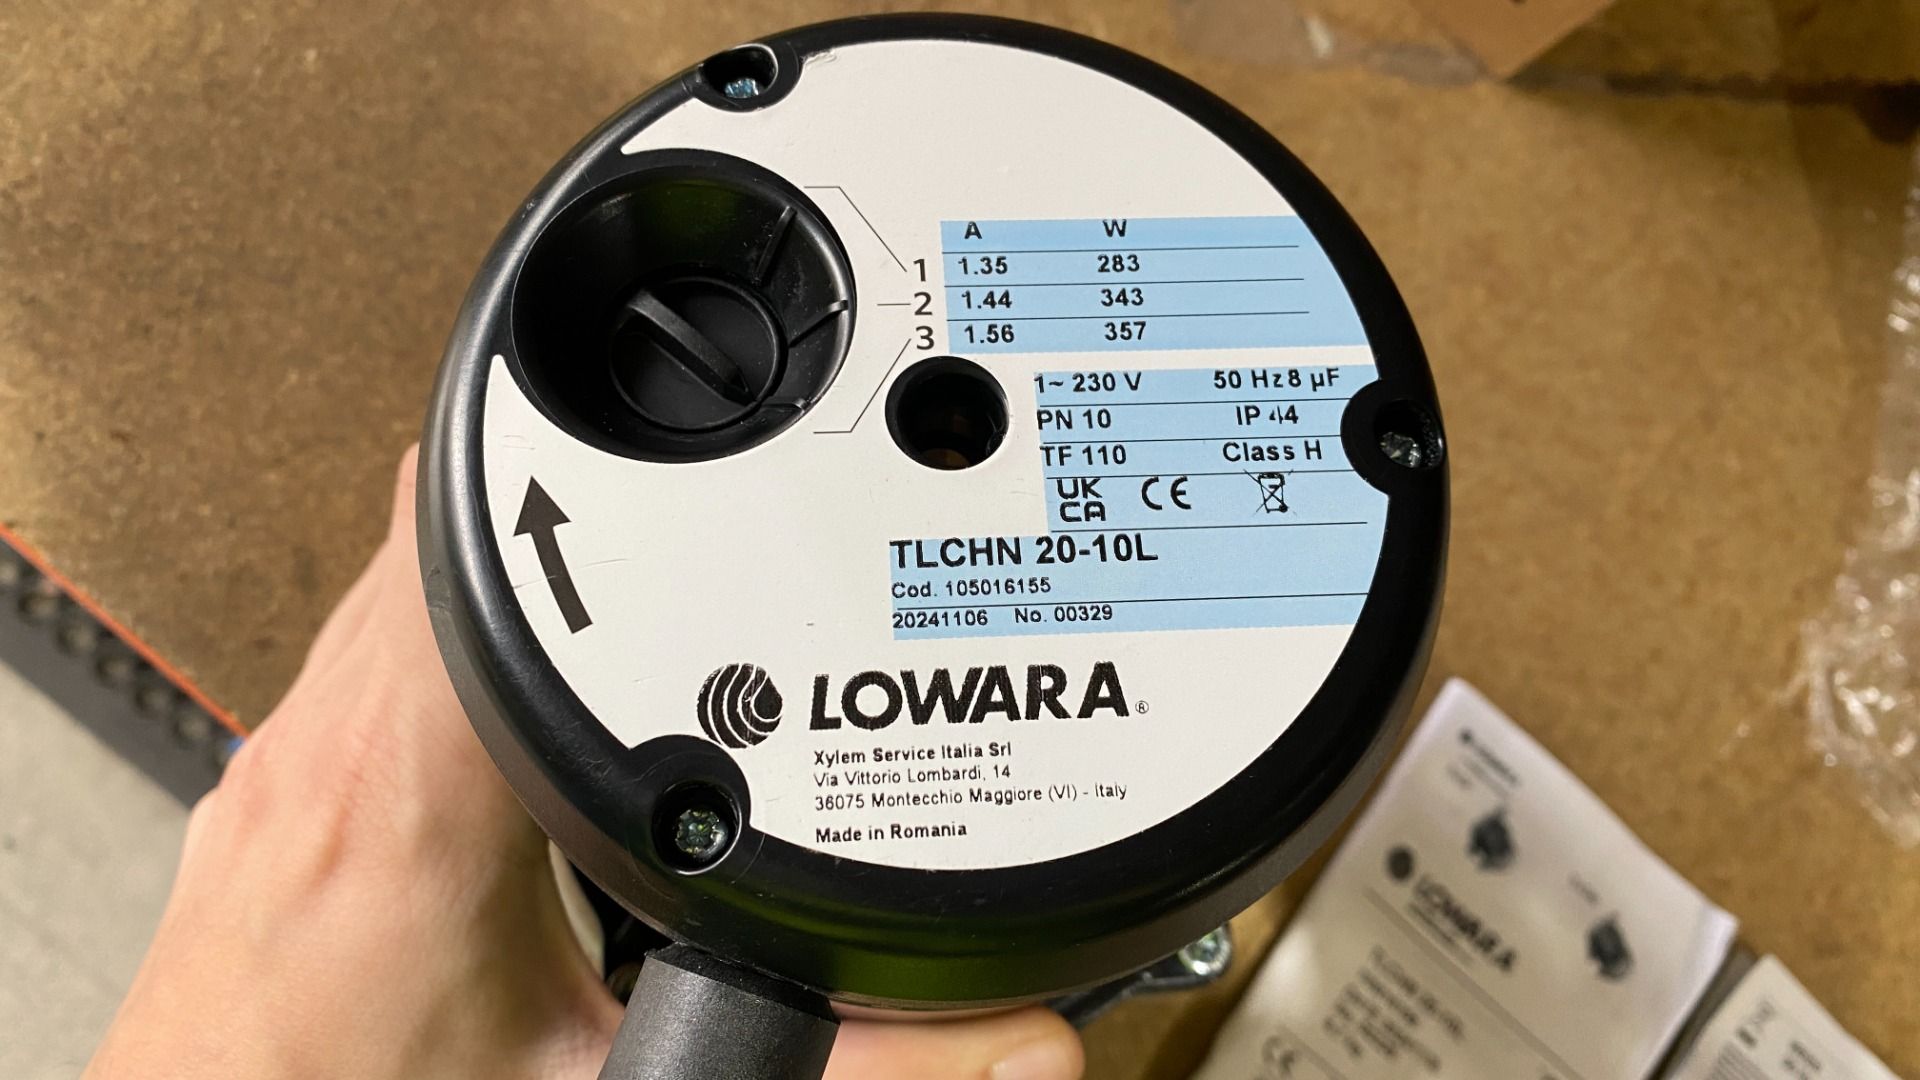 A W
1 1.35 283
2 1.44 343
3 1.56 357
1~ 230 V 50 Hz 8 µF
PN 10 IP 44
TF 110 Class H
UK
CA CE
TLCHN 20-10L
Cod. 105016155
20241106 No. 00329
LOWARA®
Xylem Service Italia Srl
Via Vittorio Lombardi, 14
36075 Montecchio Maggiore (VI) - Italy
Made in Romania
LOWARA